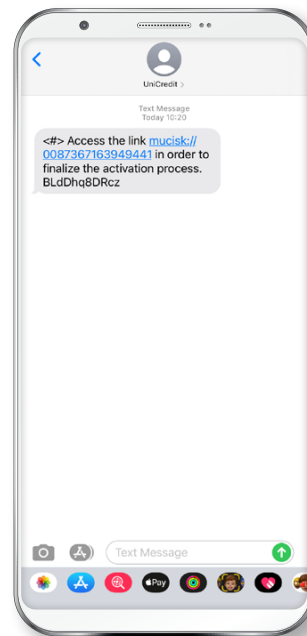 UniCredit >
Text Message
Today 10:20
<#> Access the link mucisk://
0087367163949441 in order to
finalize the activation process.
BLdDhq8DRcz
Text Message
Pay